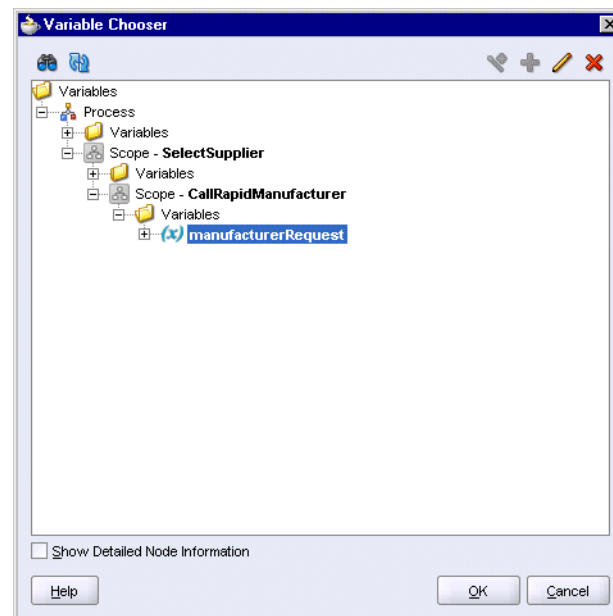 Variable Chooser
Variables
Process
Variables
Scope - SelectSupplier
Variables
Scope - CallRapidManufacturer
Variables
(x) manufacturerRequest
Show Detailed Node Information
Help
OK
Cancel